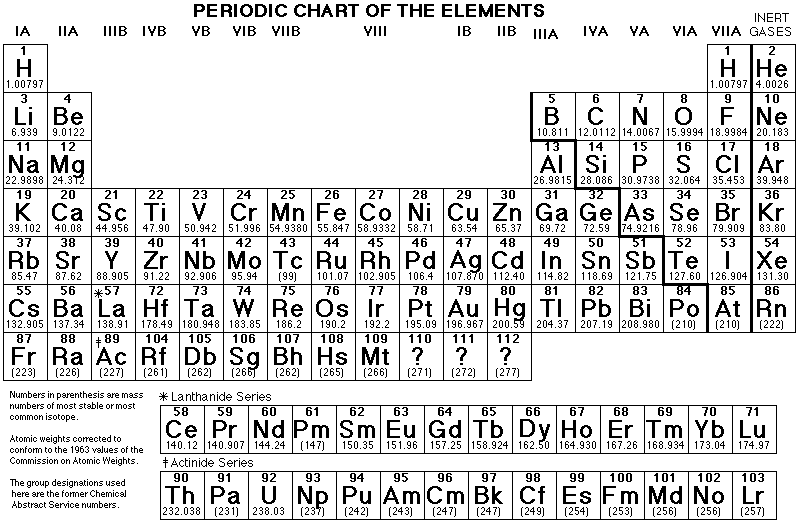 PERIODIC CHART OF THE ELEMENTS
IA IIA IIIB IVB VB VIB VIIB VIII IB IIB IIIA IVA VA VIA VIIA INERT GASES
1 1 2
H H He
1.00797 1.00797 4.0026
3 4 5 6 7 8 9 10
Li Be B C N O F Ne
6.939 9.0122 10.811 12.0112 14.0067 15.9994 18.9984 20.183
11 12 13 14 15 16 17 18
Na Mg Al Si P S Cl Ar
22.9898 24.312 26.9815 28.086 30.9738 32.064 35.453 39.948
19 20 21 22 23 24 25 26 27 28 29 30 31 32 33 34 35 36
K Ca Sc Ti V Cr Mn Fe Co Ni Cu Zn Ga Ge As Se Br Kr
39.102 40.08 44.956 47.90 50.942 51.996 54.9380 55.847 58.9332 58.71 63.54 65.37 69.72 72.59 74.9216 78.96 79.909 83.80
37 38 39 40 41 42 43 44 45 46 47 48 49 50 51 52 53 54
Rb Sr Y Zr Nb Mo Tc Ru Rh Pd Ag Cd In Sn Sb Te I Xe
85.47 87.62 88.905 91.22 92.906 95.94 (99) 101.07 102.905 106.4 107.870 112.40 114.82 118.69 121.75 127.60 126.904 131.30
55 56 *57 72 73 74 75 76 77 78 79 80 81 82 83 84 85 86
Cs Ba La Hf Ta W Re Os Ir Pt Au Hg Tl Pb Bi Po At Rn
132.905 137.34 138.91 178.49 180.948 183.85 186.2 190.2 192.2 195.09 196.967 200.59 204.37 207.19 208.980 (210) (210) (222)
87 88 ‡89 104 105 106 107 108 109 110 111 112
Fr Ra Ac Rf Db Sg Bh Hs Mt ? ? ?
(223) (226) (227) (261) (262) (266) (262) (265) (266) (271) (272) (277)
Numbers in parenthesis are mass
numbers of most stable or most
common isotope.
Atomic weights corrected to
conform to the 1963 values of the
Commission on Atomic Weights.
The group designations used
here are the former Chemical
Abstract Service numbers.
* Lanthanide Series
58 59 60 61 62 63 64 65 66 67 68 69 70 71
Ce Pr Nd Pm Sm Eu Gd Tb Dy Ho Er Tm Yb Lu
140.12 140.907 144.24 (147) 150.35 151.96 157.25 158.924 162.50 164.930 167.26 168.934 173.04 174.97
‡ Actinide Series
90 91 92 93 94 95 96 97 98 99 100 101 102 103
Th Pa U Np Pu Am Cm Bk Cf Es Fm Md No Lr
232.038 (231) 238.03 (237) (242) (243) (247) (247) (249) (254) (253) (256) (256) (257)